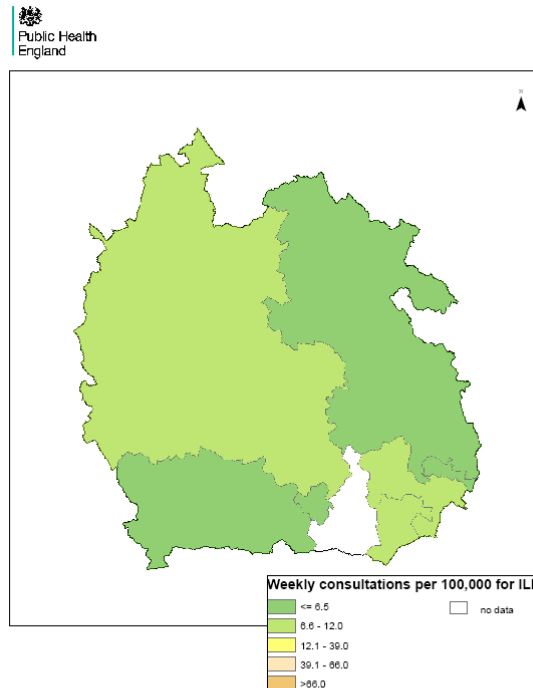 Public Health
England
N
Weekly consultations per 100,000 for ILI
<= 6.5
no data
6.6 - 12.0
12.1 - 39.0
39.1 - 66.0
>66.0